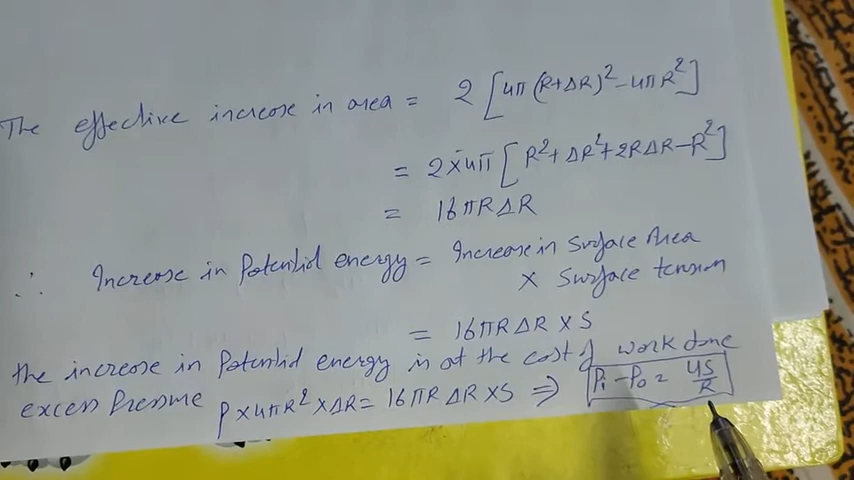 The effective increase in area = 2 [4π (R+ΔR)² - 4πR²]
= 2×4π [R² + ΔR² + 2RΔR - R²]
= 16πRΔR
∴ Increase in Potential energy = Increase in Surface Area
× Surface tension
= 16πRΔR × S
the increase in Potential energy is at the cost of work done
excess Pressure P×4πR²×ΔR = 16πRΔR×S ⇒ Pi - Po = 4S/R